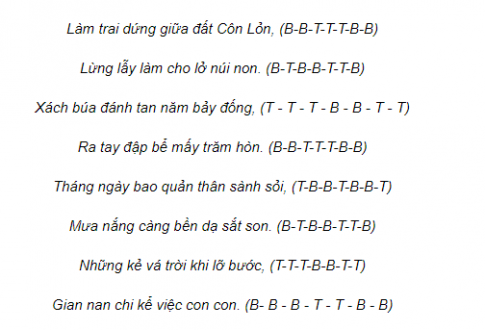 Làm trai dứng giữa đất Côn Lỏn, (B-B-T-T-T-B-B)
Lừng lẫy làm cho lở núi non. (B-T-B-B-T-T-B)
Xách búa đánh tan năm bảy đống, (T - T - T - B - B - T - T)
Ra tay đập bể mấy trăm hòn. (B-B-T-T-T-B-B)
Tháng ngày bao quản thân sành sỏi, (T-B-B-T-B-B-T)
Mưa nắng càng bền dạ sắt son. (B-T-B-B-T-T-B)
Những kẻ vá trời khi lỡ bước, (T-T-T-B-B-T-T)
Gian nan chi kể việc con con. (B- B - B - T - T - B - B)